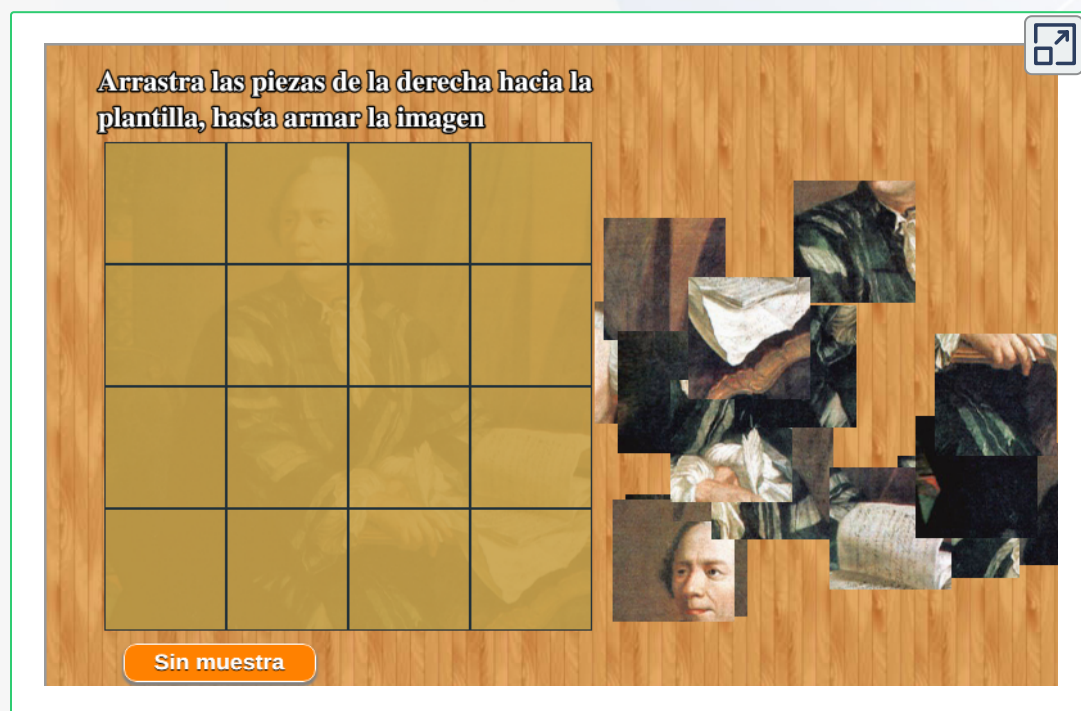 Arrastra las piezas de la derecha hacia la
plantilla, hasta armar la imagen
Sin muestra